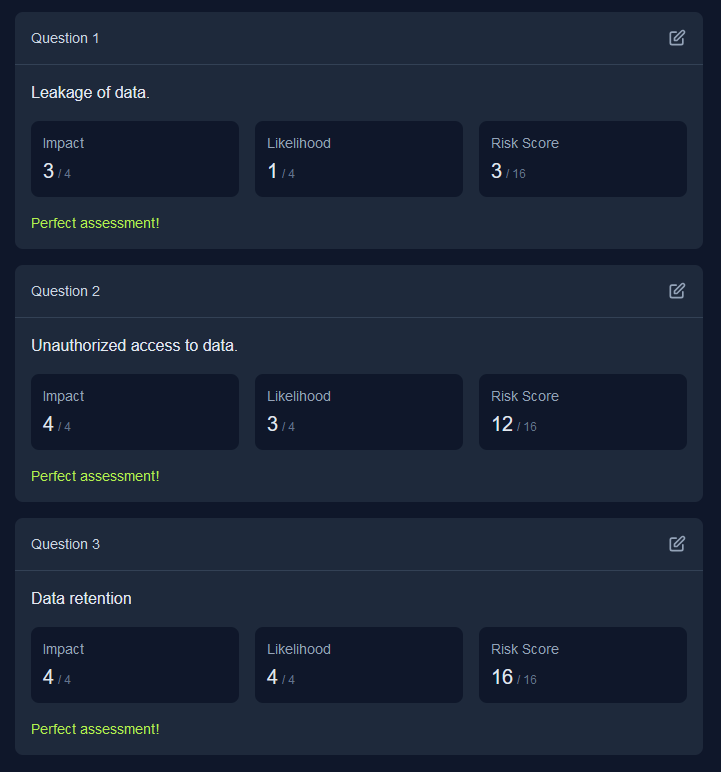 Question 1
Leakage of data.
Impact Likelihood Risk Score
3 / 4 1 / 4 3 / 16
Perfect assessment!
Question 2
Unauthorized access to data.
Impact Likelihood Risk Score
4 / 4 3 / 4 12 / 16
Perfect assessment!
Question 3
Data retention
Impact Likelihood Risk Score
4 / 4 4 / 4 16 / 16
Perfect assessment!